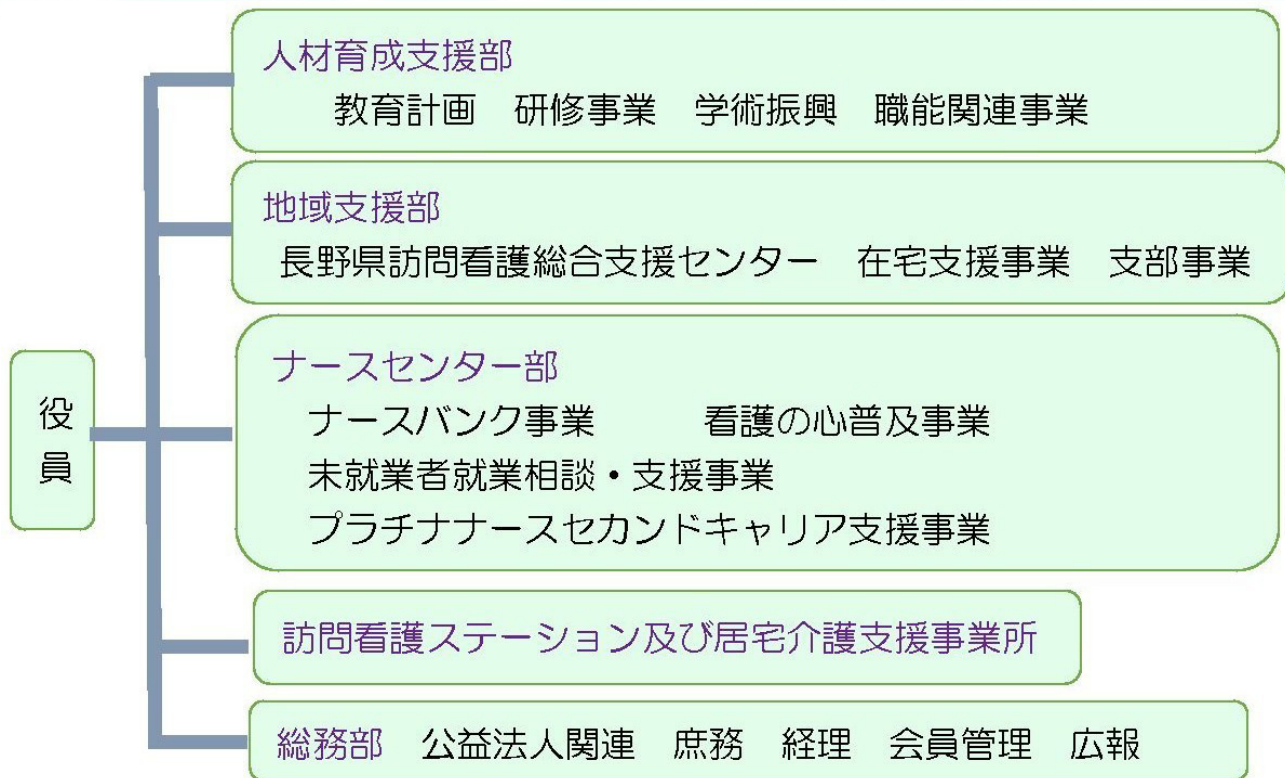 人材育成支援部
教育計画　研修事業　学術振興　職能関連事業
地域支援部
長野県訪問看護総合支援センター　在宅支援事業　支部事業
役員
ナースセンター部
ナースバンク事業　看護の心普及事業
未就業者就業相談・支援事業
プラチナナースセカンドキャリア支援事業
訪問看護ステーション及び居宅介護支援事業所
総務部　公益法人関連　庶務　経理　会員管理　広報